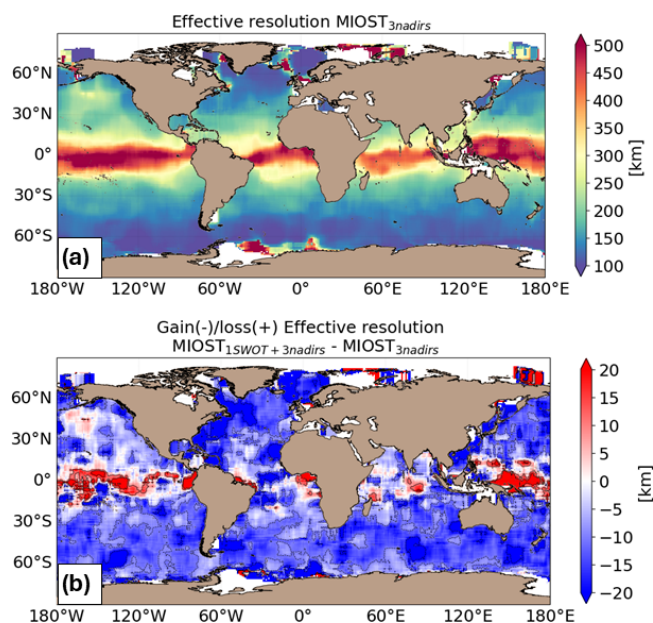 Effective resolution MIOST3nadirs
60°N
30°N
0°
30°S
60°S
(a)
180°W 120°W 60°W 0° 60°E 120°E 180°E
500
450
400
350
300
250
200
150
100
[km]
Gain(-)/loss(+) Effective resolution
MIOST1SWOT+3nadirs - MIOST3nadirs
60°N
30°N
0°
30°S
60°S
(b)
180°W 120°W 60°W 0° 60°E 120°E 180°E
20
15
10
5
0
−5
−10
−15
−20
[km]